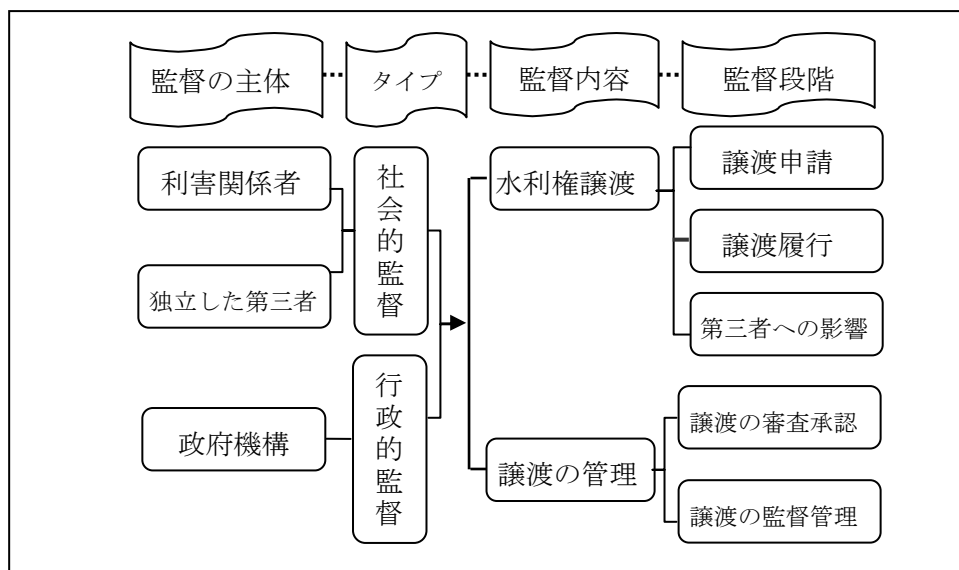 監督の主体
タイプ
監督内容
監督段階
利害関係者
独立した第三者
政府機構
社会的監督
行政的監督
水利権譲渡
譲渡の管理
譲渡申請
譲渡履行
第三者への影響
譲渡の審査承認
譲渡の監督管理